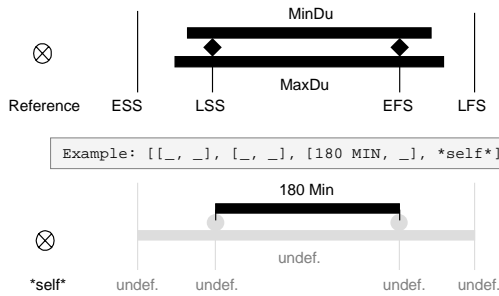 MinDu
MaxDu
Reference ESS LSS EFS LFS
Example: [[_, _], [_, _], [180 MIN, _], *self*]
180 Min
undef.
*self* undef. undef. undef. undef.